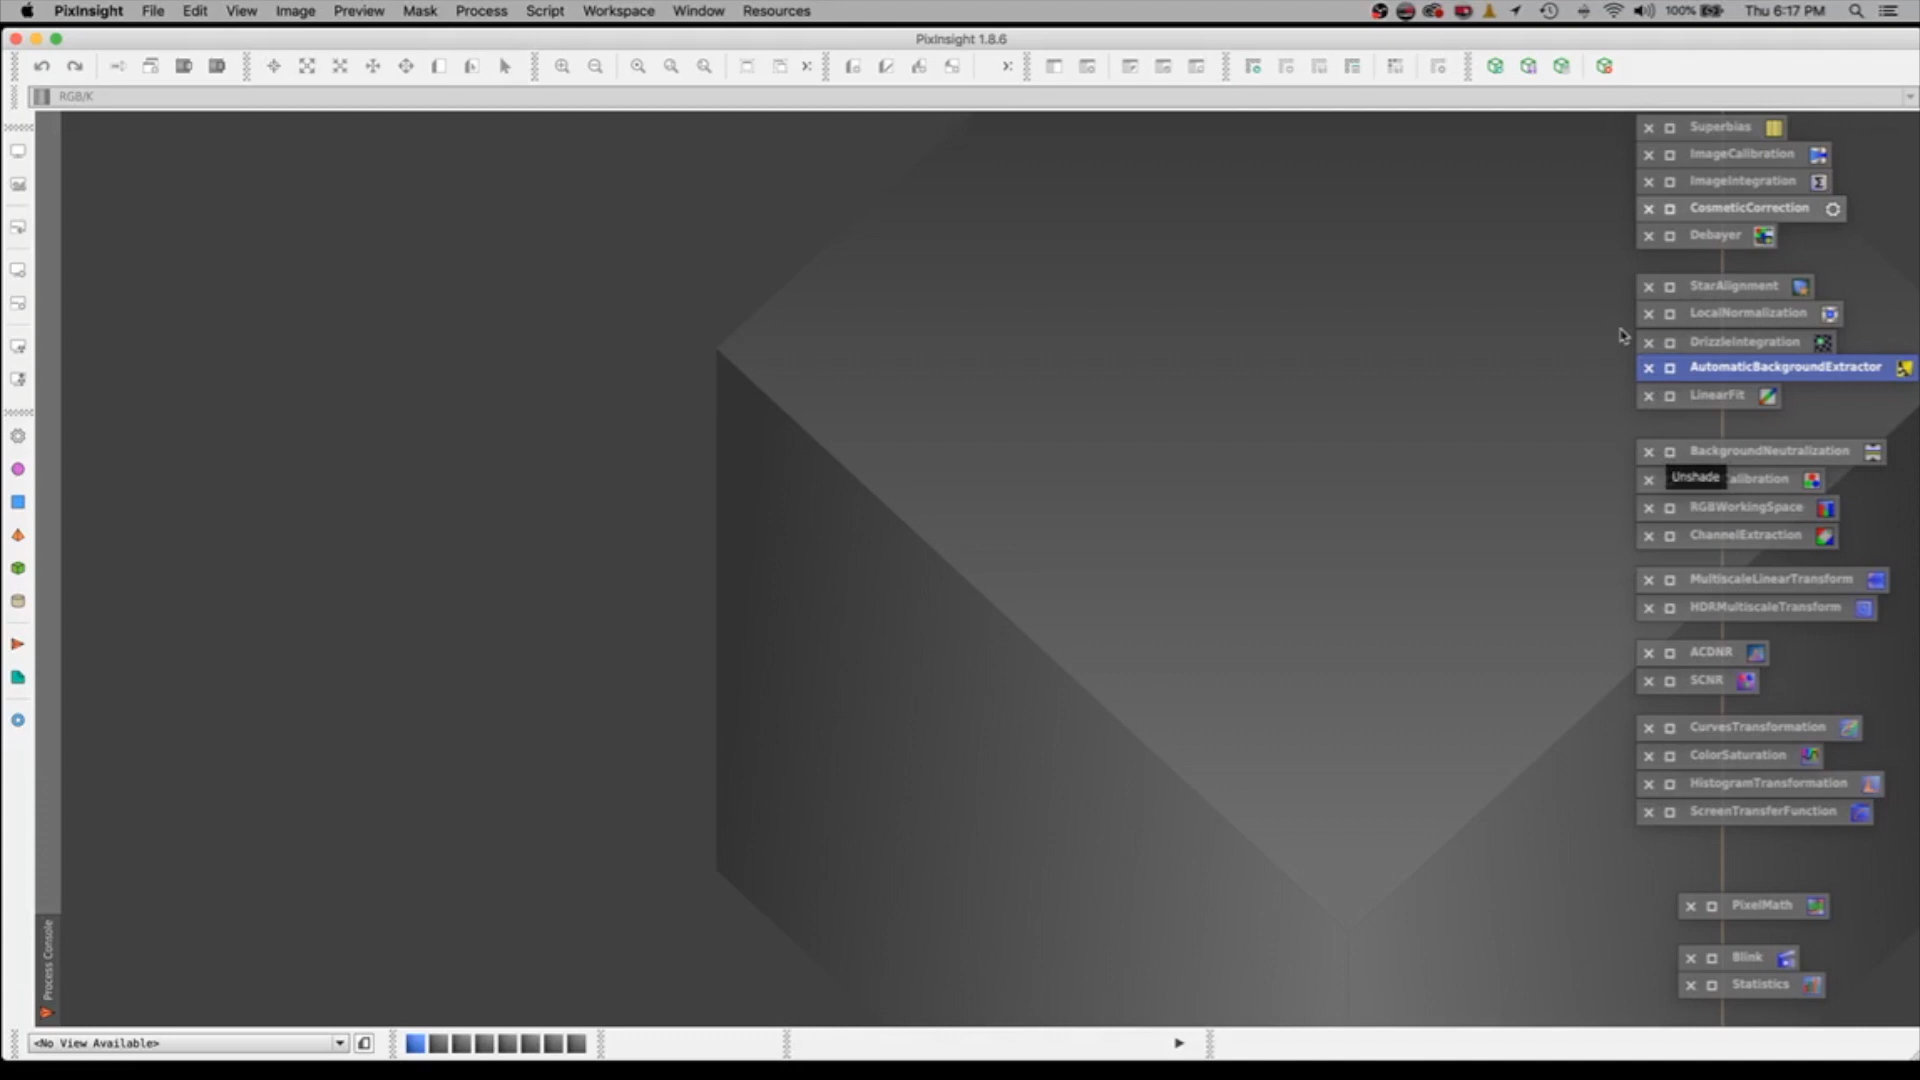 PixInsight File Edit View Image Preview Mask Process Script Workspace Window Resources 100% Thu 6:17 PM
PixInsight 1.8.6
RGB/K
Superbias
ImageCalibration
ImageIntegration
CosmeticCorrection
Debayer
StarAlignment
LocalNormalization
DrizzleIntegration
AutomaticBackgroundExtractor
LinearFit
BackgroundNeutralization
Unshade alibration
RGBWorkingSpace
ChannelExtraction
MultiscaleLinearTransform
HDRMultiscaleTransform
ACDNR
SCNR
CurvesTransformation
ColorSaturation
HistogramTransformation
ScreenTransferFunction
PixelMath
Blink
Statistics
Process Console
<No View Available>